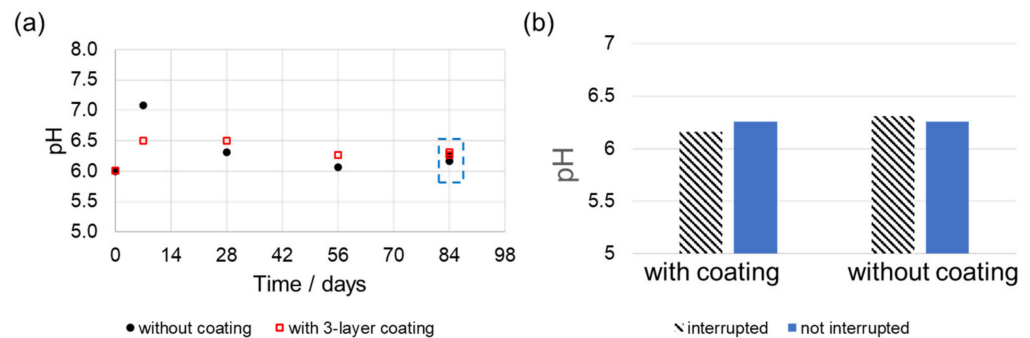 (a)
8.0
7.5
7.0
6.5
6.0
5.5
5.0
pH
0 14 28 42 56 70 84 98
Time / days
without coating with 3-layer coating
(b)
7
6.5
6
5.5
5
pH
with coating without coating
interrupted not interrupted